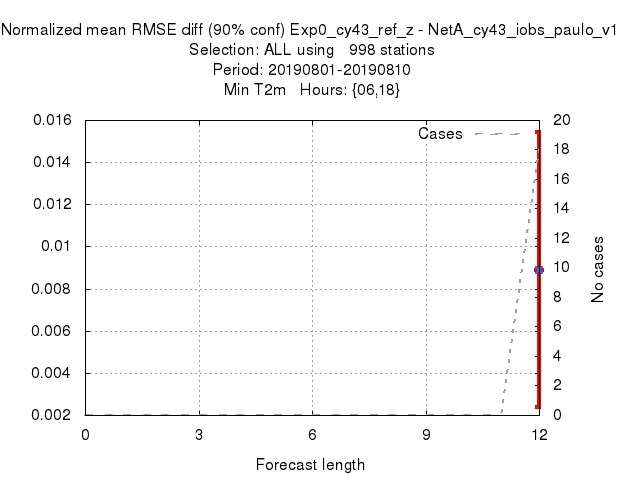 Normalized mean RMSE diff (90% conf) Exp0_cy43_ref_z - NetA_cy43_iobs_paulo_v1
Selection: ALL using   998 stations
Period: 20190801-20190810
Min T2m   Hours: {06,18}
Cases
0.016
0.014
0.012
0.01
0.008
0.006
0.004
0.002
20
18
16
14
12
10
8
6
4
2
0
No cases
0 3 6 9 12
Forecast length